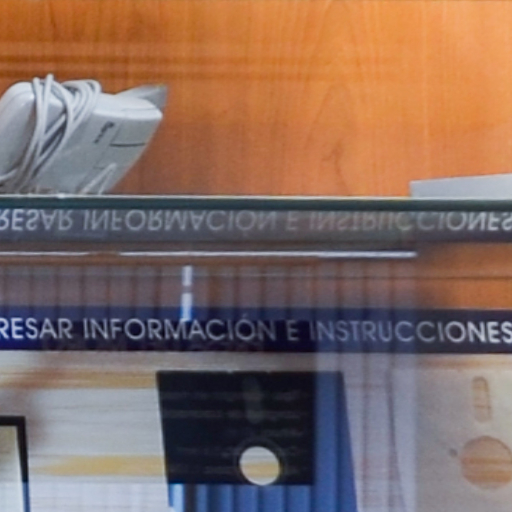 RESAR INFORMACIÓN E INSTRUCCIONES